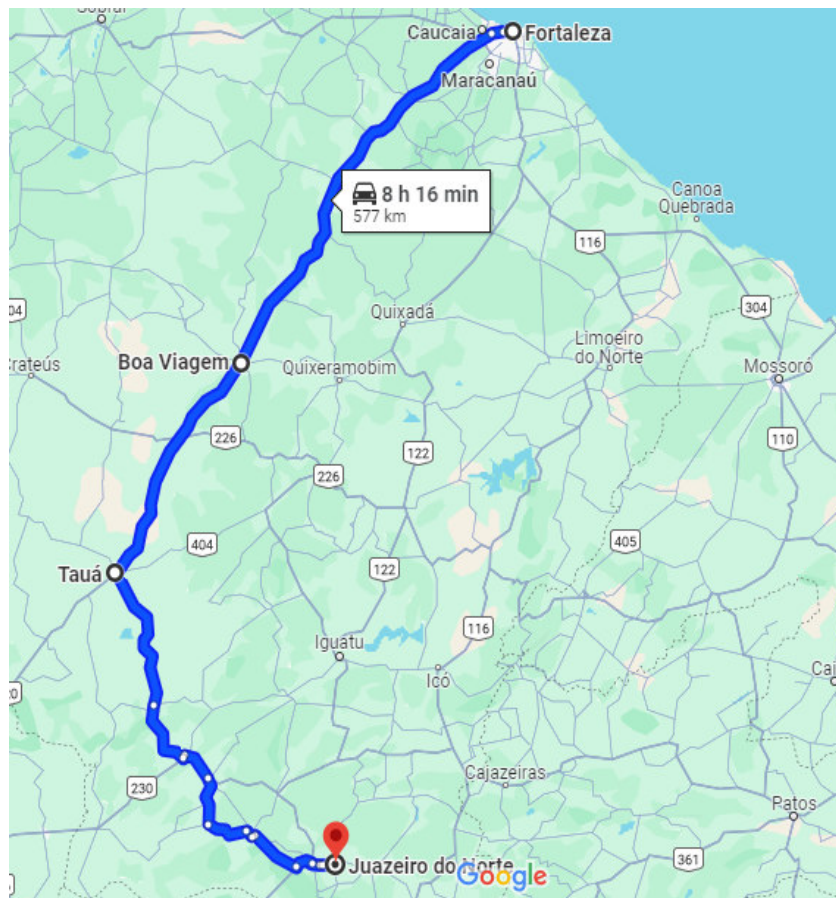 Sobral
Caucaia
Fortaleza
Maracanaú
8 h 16 min
577 km
Canoa
Quebrada
116
304
Quixadá
Limoeiro
do Norte
Crateús
Boa Viagem
Quixeramobim
Mossoró
226
110
122
226
404
405
Tauá
122
116
Iguatu
Icó
Caj
230
Cajazeiras
Patos
361
Juazeiro do Norte
Google